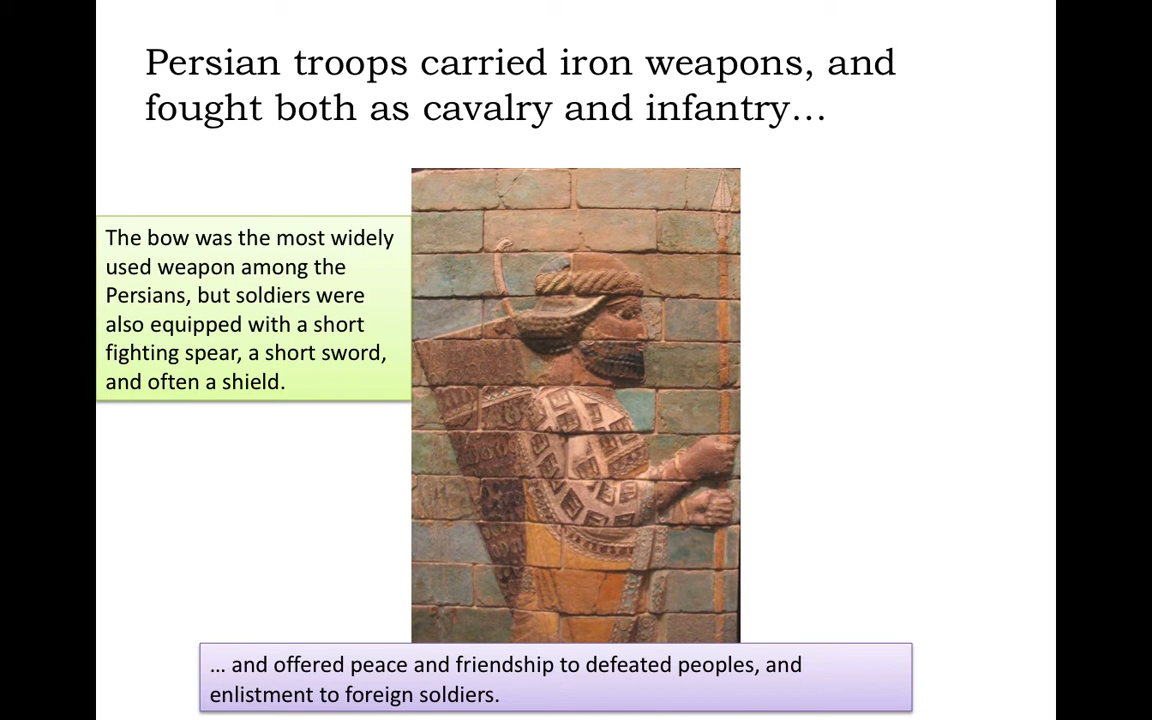 Persian troops carried iron weapons, and
fought both as cavalry and infantry…
The bow was the most widely
used weapon among the
Persians, but soldiers were
also equipped with a short
fighting spear, a short sword,
and often a shield.
… and offered peace and friendship to defeated peoples, and
enlistment to foreign soldiers.